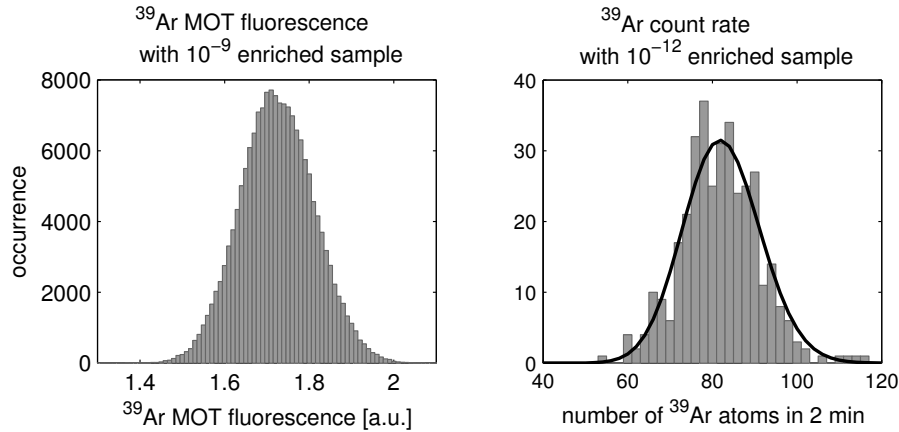 ³⁹Ar MOT fluorescence
with 10⁻⁹ enriched sample
8000
6000
4000
2000
0
occurrence
1.4 1.6 1.8 2
³⁹Ar MOT fluorescence [a.u.]
³⁹Ar count rate
with 10⁻¹² enriched sample
40
30
20
10
0
40 60 80 100 120
number of ³⁹Ar atoms in 2 min